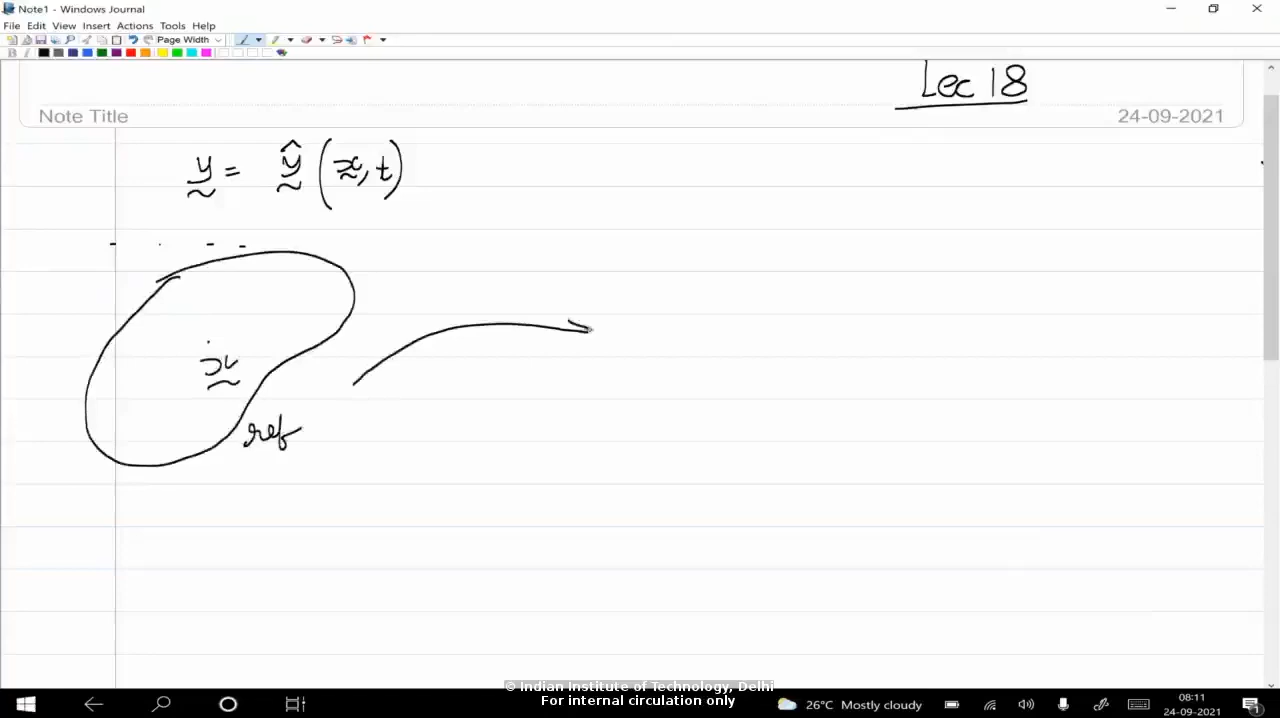 Note1 - Windows Journal
File Edit View Insert Actions Tools Help
Page Width
B I
Lec 18
Note Title
24-09-2021
y = ŷ (x, t)
x
ref
© Indian Institute of Technology, Delhi
For internal circulation only
26°C Mostly cloudy
08:11
24-09-2021
1